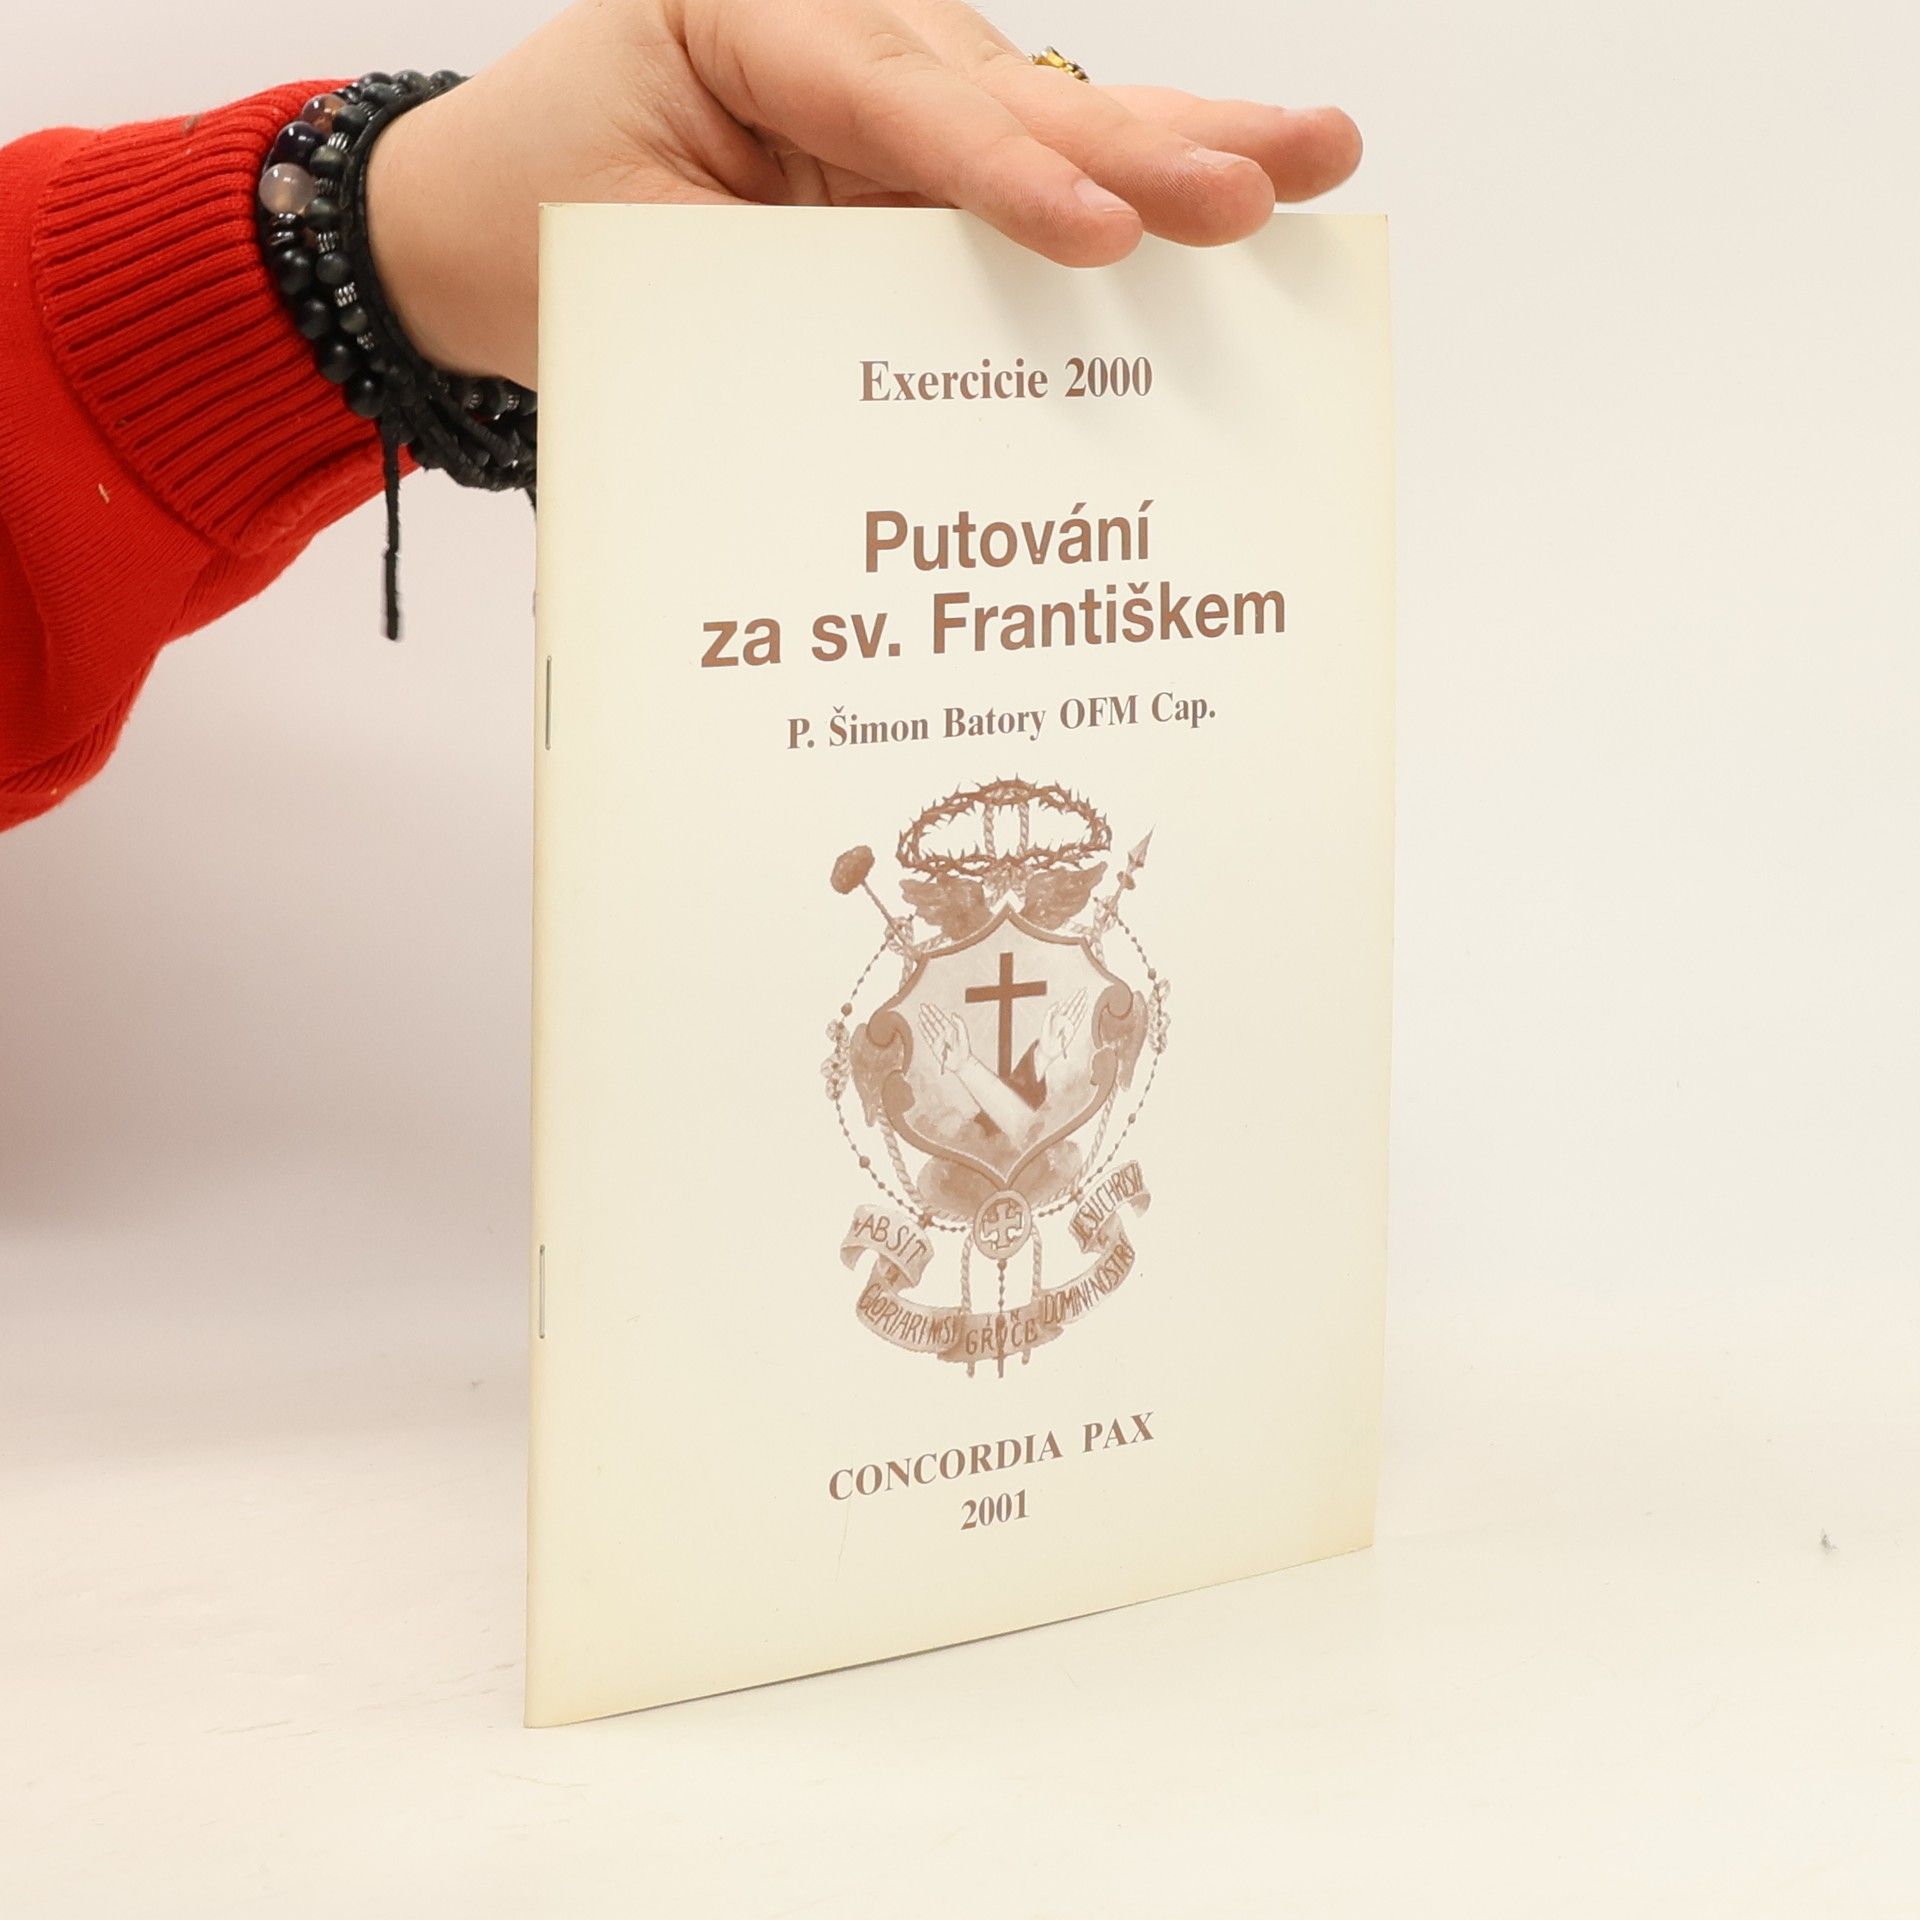 Exercicie 2000
Putování
za sv. Františkem
P. Šimon Batory OFM Cap.
ABSIT
GLORIARI NISI
IN
CRUCE
DOMINI NOSTRI
JESU CHRISTI
CONCORDIA PAX
2001